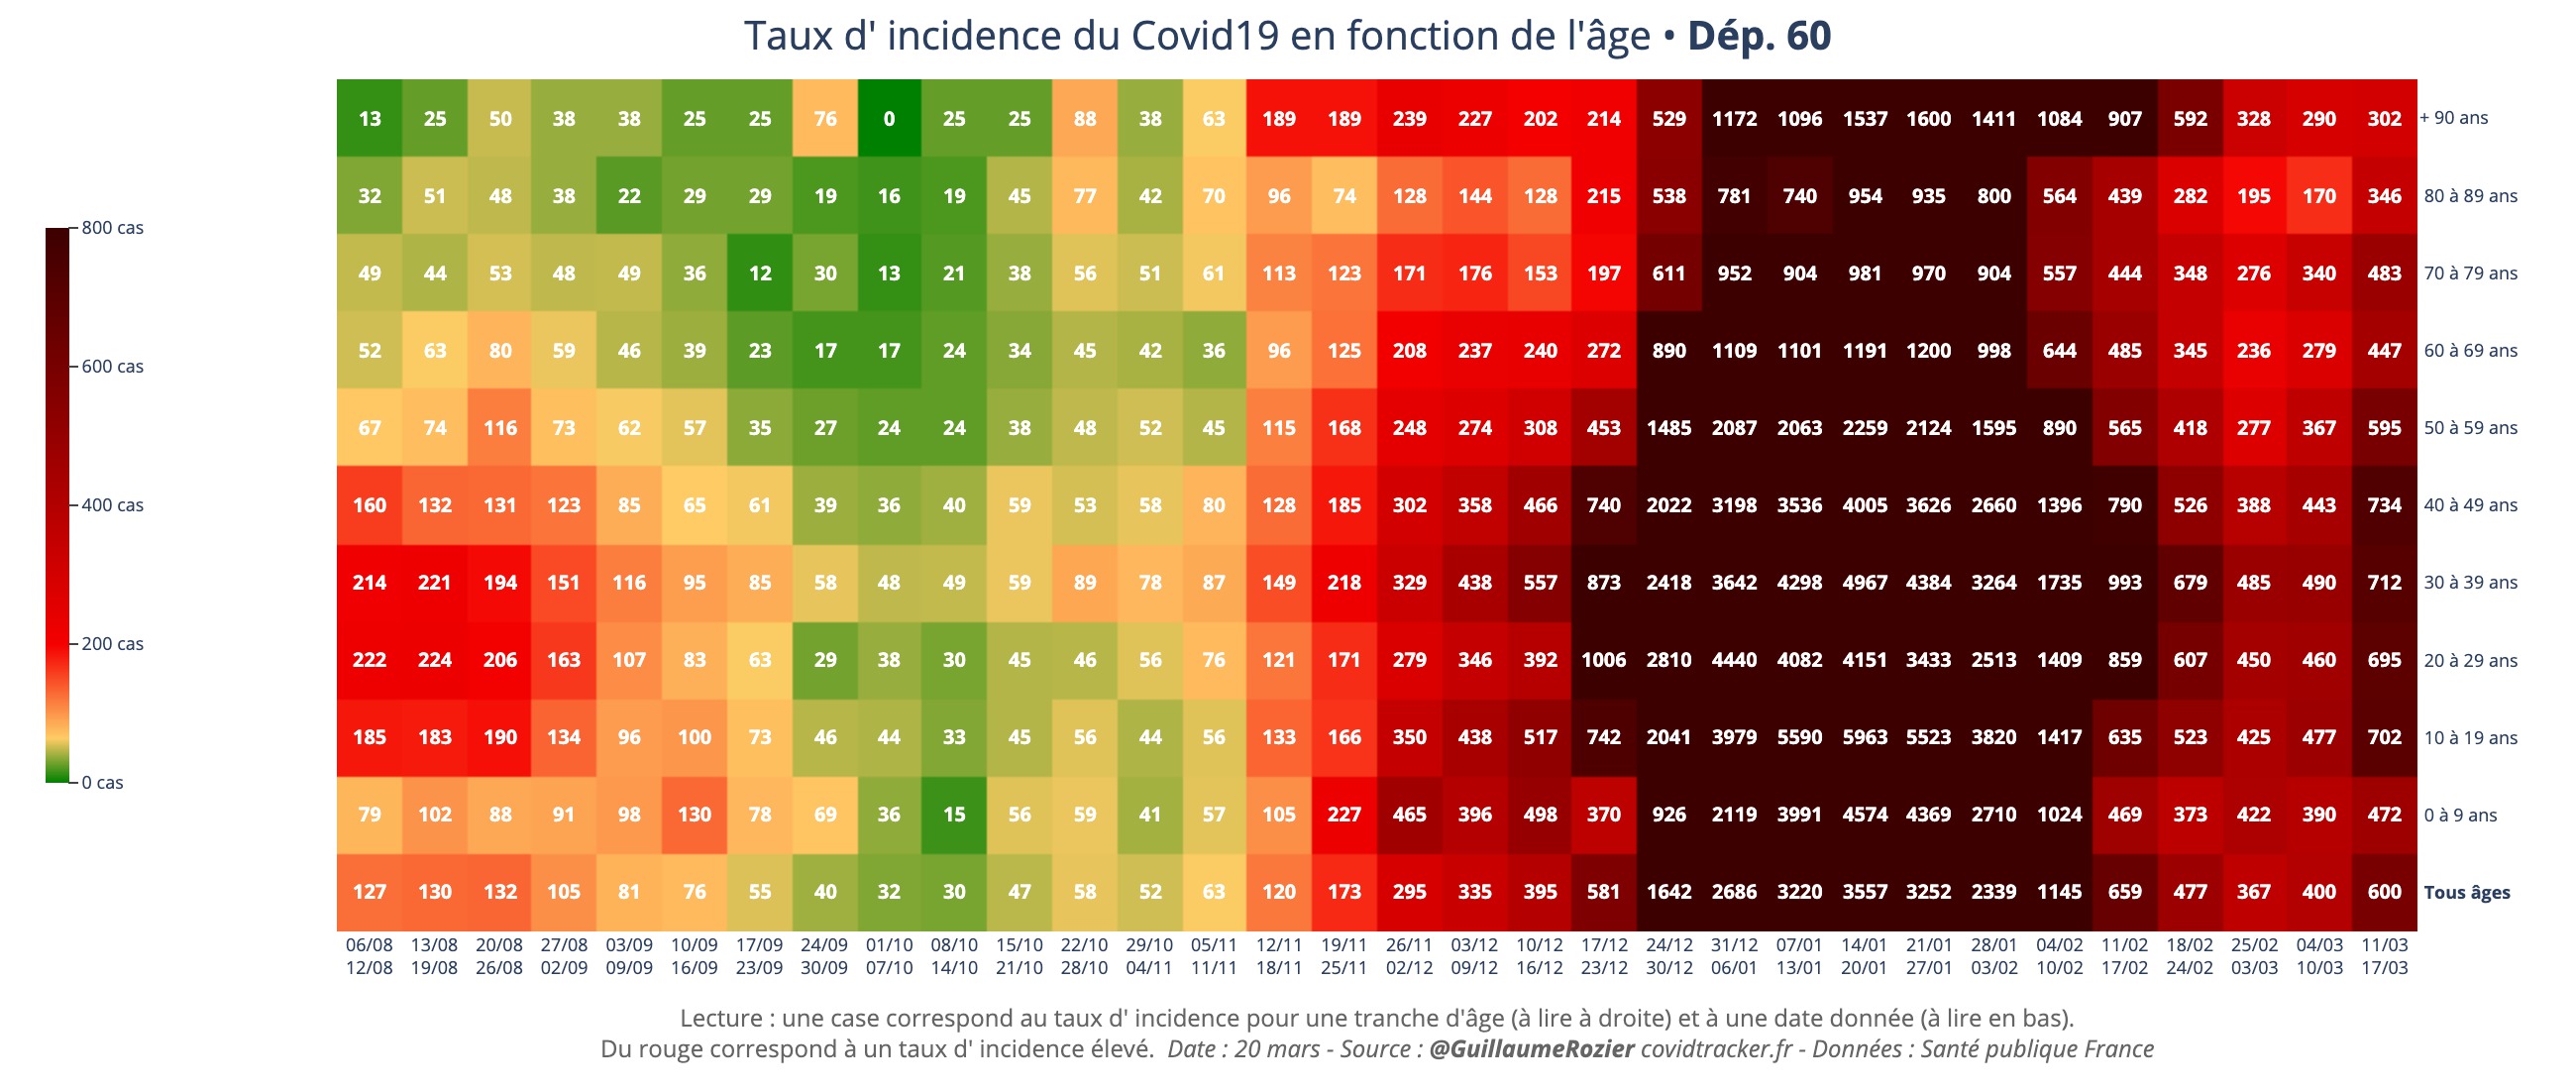 Taux d' incidence du Covid19 en fonction de l'âge • Dép. 60
13 25 50 38 38 25 25 76 0 25 25 88 38 63 189 189 239 227 202 214 529 1172 1096 1537 1600 1411 1084 907 592 328 290 302 + 90 ans
32 51 48 38 22 29 29 19 16 19 45 77 42 70 96 74 128 144 128 215 538 781 740 954 935 800 564 439 282 195 170 346 80 à 89 ans
800 cas
49 44 53 48 49 36 12 30 13 21 38 56 51 61 113 123 171 176 153 197 611 952 904 981 970 904 557 444 348 276 340 483 70 à 79 ans
52 63 80 59 46 39 23 17 17 24 34 45 42 36 96 125 208 237 240 272 890 1109 1101 1191 1200 998 644 485 345 236 279 447 60 à 69 ans
600 cas
67 74 116 73 62 57 35 27 24 24 38 48 52 45 115 168 248 274 308 453 1485 2087 2063 2259 2124 1595 890 565 418 277 367 595 50 à 59 ans
400 cas
160 132 131 123 85 65 61 39 36 40 59 53 58 80 128 185 302 358 466 740 2022 3198 3536 4005 3626 2660 1396 790 526 388 443 734 40 à 49 ans
214 221 194 151 116 95 85 58 48 49 59 89 78 87 149 218 329 438 557 873 2418 3642 4298 4967 4384 3264 1735 993 679 485 490 712 30 à 39 ans
200 cas
222 224 206 163 107 83 63 29 38 30 45 46 56 76 121 171 279 346 392 1006 2810 4440 4082 4151 3433 2513 1409 859 607 450 460 695 20 à 29 ans
185 183 190 134 96 100 73 46 44 33 45 56 44 56 133 166 350 438 517 742 2041 3979 5590 5963 5523 3820 1417 635 523 425 477 702 10 à 19 ans
0 cas
79 102 88 91 98 130 78 69 36 15 56 59 41 57 105 227 465 396 498 370 926 2119 3991 4574 4369 2710 1024 469 373 422 390 472 0 à 9 ans
127 130 132 105 81 76 55 40 32 30 47 58 52 63 120 173 295 335 395 581 1642 2686 3220 3557 3252 2339 1145 659 477 367 400 600 Tous âges
06/08 13/08 20/08 27/08 03/09 10/09 17/09 24/09 01/10 08/10 15/10 22/10 29/10 05/11 12/11 19/11 26/11 03/12 10/12 17/12 24/12 31/12 07/01 14/01 21/01 28/01 04/02 11/02 18/02 25/02 04/03 11/03
12/08 19/08 26/08 02/09 09/09 16/09 23/09 30/09 07/10 14/10 21/10 28/10 04/11 11/11 18/11 25/11 02/12 09/12 16/12 23/12 30/12 06/01 13/01 20/01 27/01 03/02 10/02 17/02 24/02 03/03 10/03 17/03
Lecture : une case correspond au taux d' incidence pour une tranche d'âge (à lire à droite) et à une date donnée (à lire en bas).
Du rouge correspond à un taux d' incidence élevé. Date : 20 mars - Source : @GuillaumeRozier covidtracker.fr - Données : Santé publique France